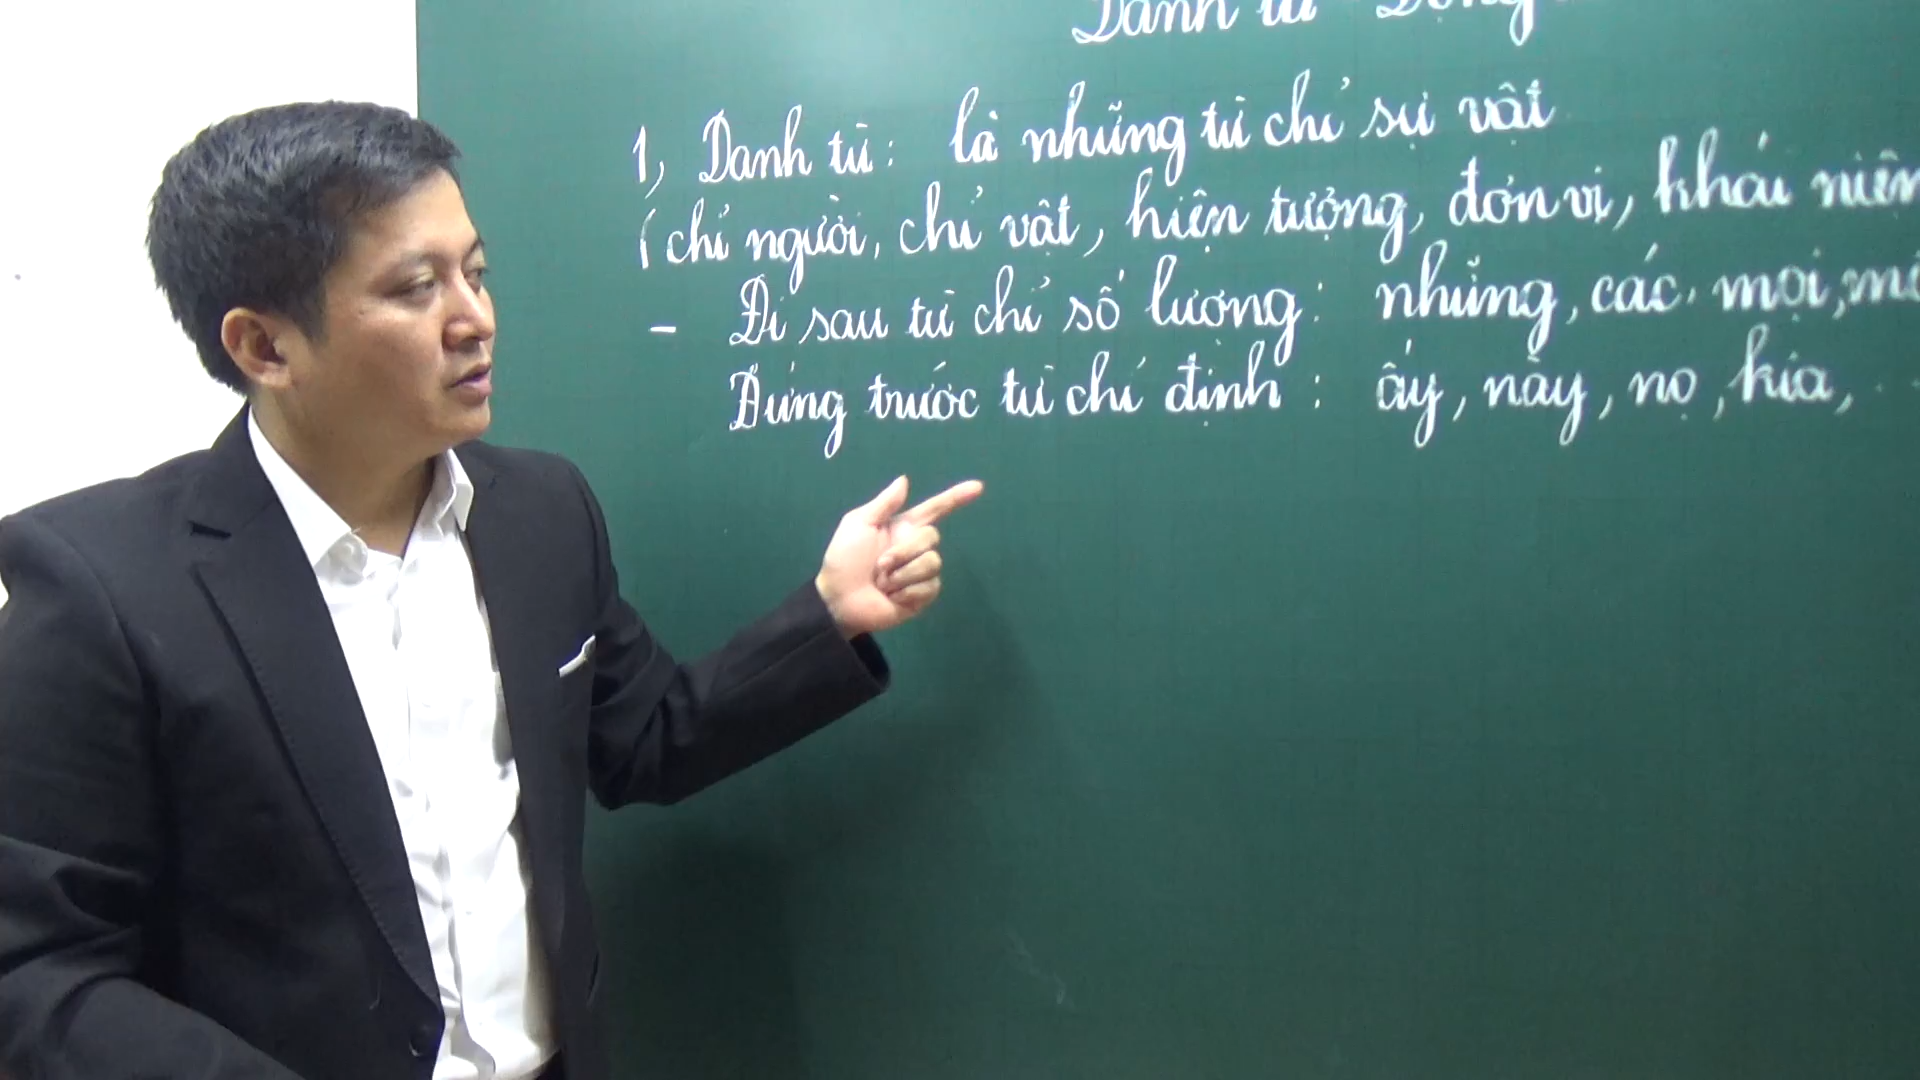 Danh từ Động
1, Danh từ: là những từ chỉ sự vật
(chỉ người, chỉ vật, hiện tượng, đơn vị, khái niệm
- Đi sau từ chỉ số lượng: những, các, mọi,
Đứng trước từ chỉ định: ấy, này, nọ, kia, ..